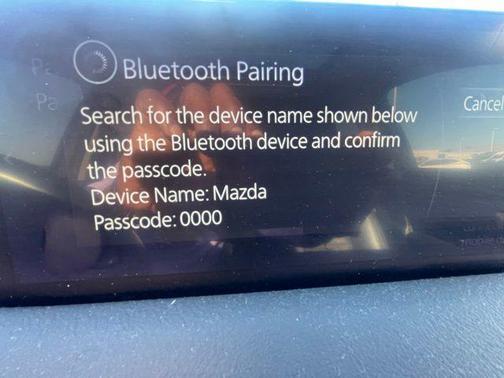 Bluetooth Pairing
Cancel
Search for the device name shown below
using the Bluetooth device and confirm
the passcode.
Device Name: Mazda
Passcode: 0000